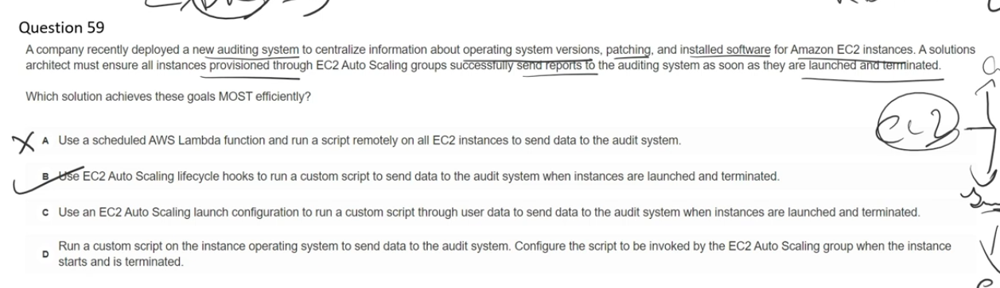 Question 59
A company recently deployed a new auditing system to centralize information about operating system versions, patching, and installed software for Amazon EC2 instances. A solutions
architect must ensure all instances provisioned through EC2 Auto Scaling groups successfully send reports to the auditing system as soon as they are launched and terminated.
Which solution achieves these goals MOST efficiently?
A Use a scheduled AWS Lambda function and run a script remotely on all EC2 instances to send data to the audit system.
EC2
B Use EC2 Auto Scaling lifecycle hooks to run a custom script to send data to the audit system when instances are launched and terminated.
C Use an EC2 Auto Scaling launch configuration to run a custom script through user data to send data to the audit system when instances are launched and terminated.
D Run a custom script on the instance operating system to send data to the audit system. Configure the script to be invoked by the EC2 Auto Scaling group when the instance
starts and is terminated.